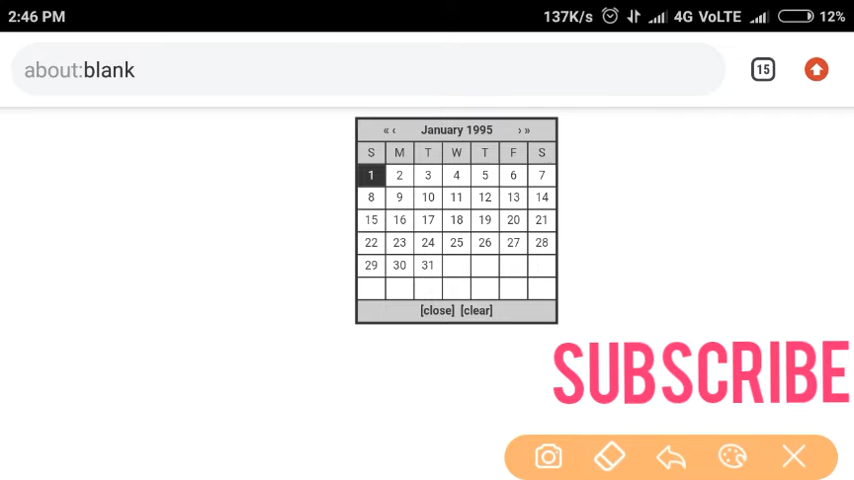 2:46 PM 137K/s 4G VoLTE 12%
about:blank 15
« ‹ January 1995 › »
S M T W T F S
1 2 3 4 5 6 7
8 9 10 11 12 13 14
15 16 17 18 19 20 21
22 23 24 25 26 27 28
29 30 31
[close] [clear]
SUBSCRIBE